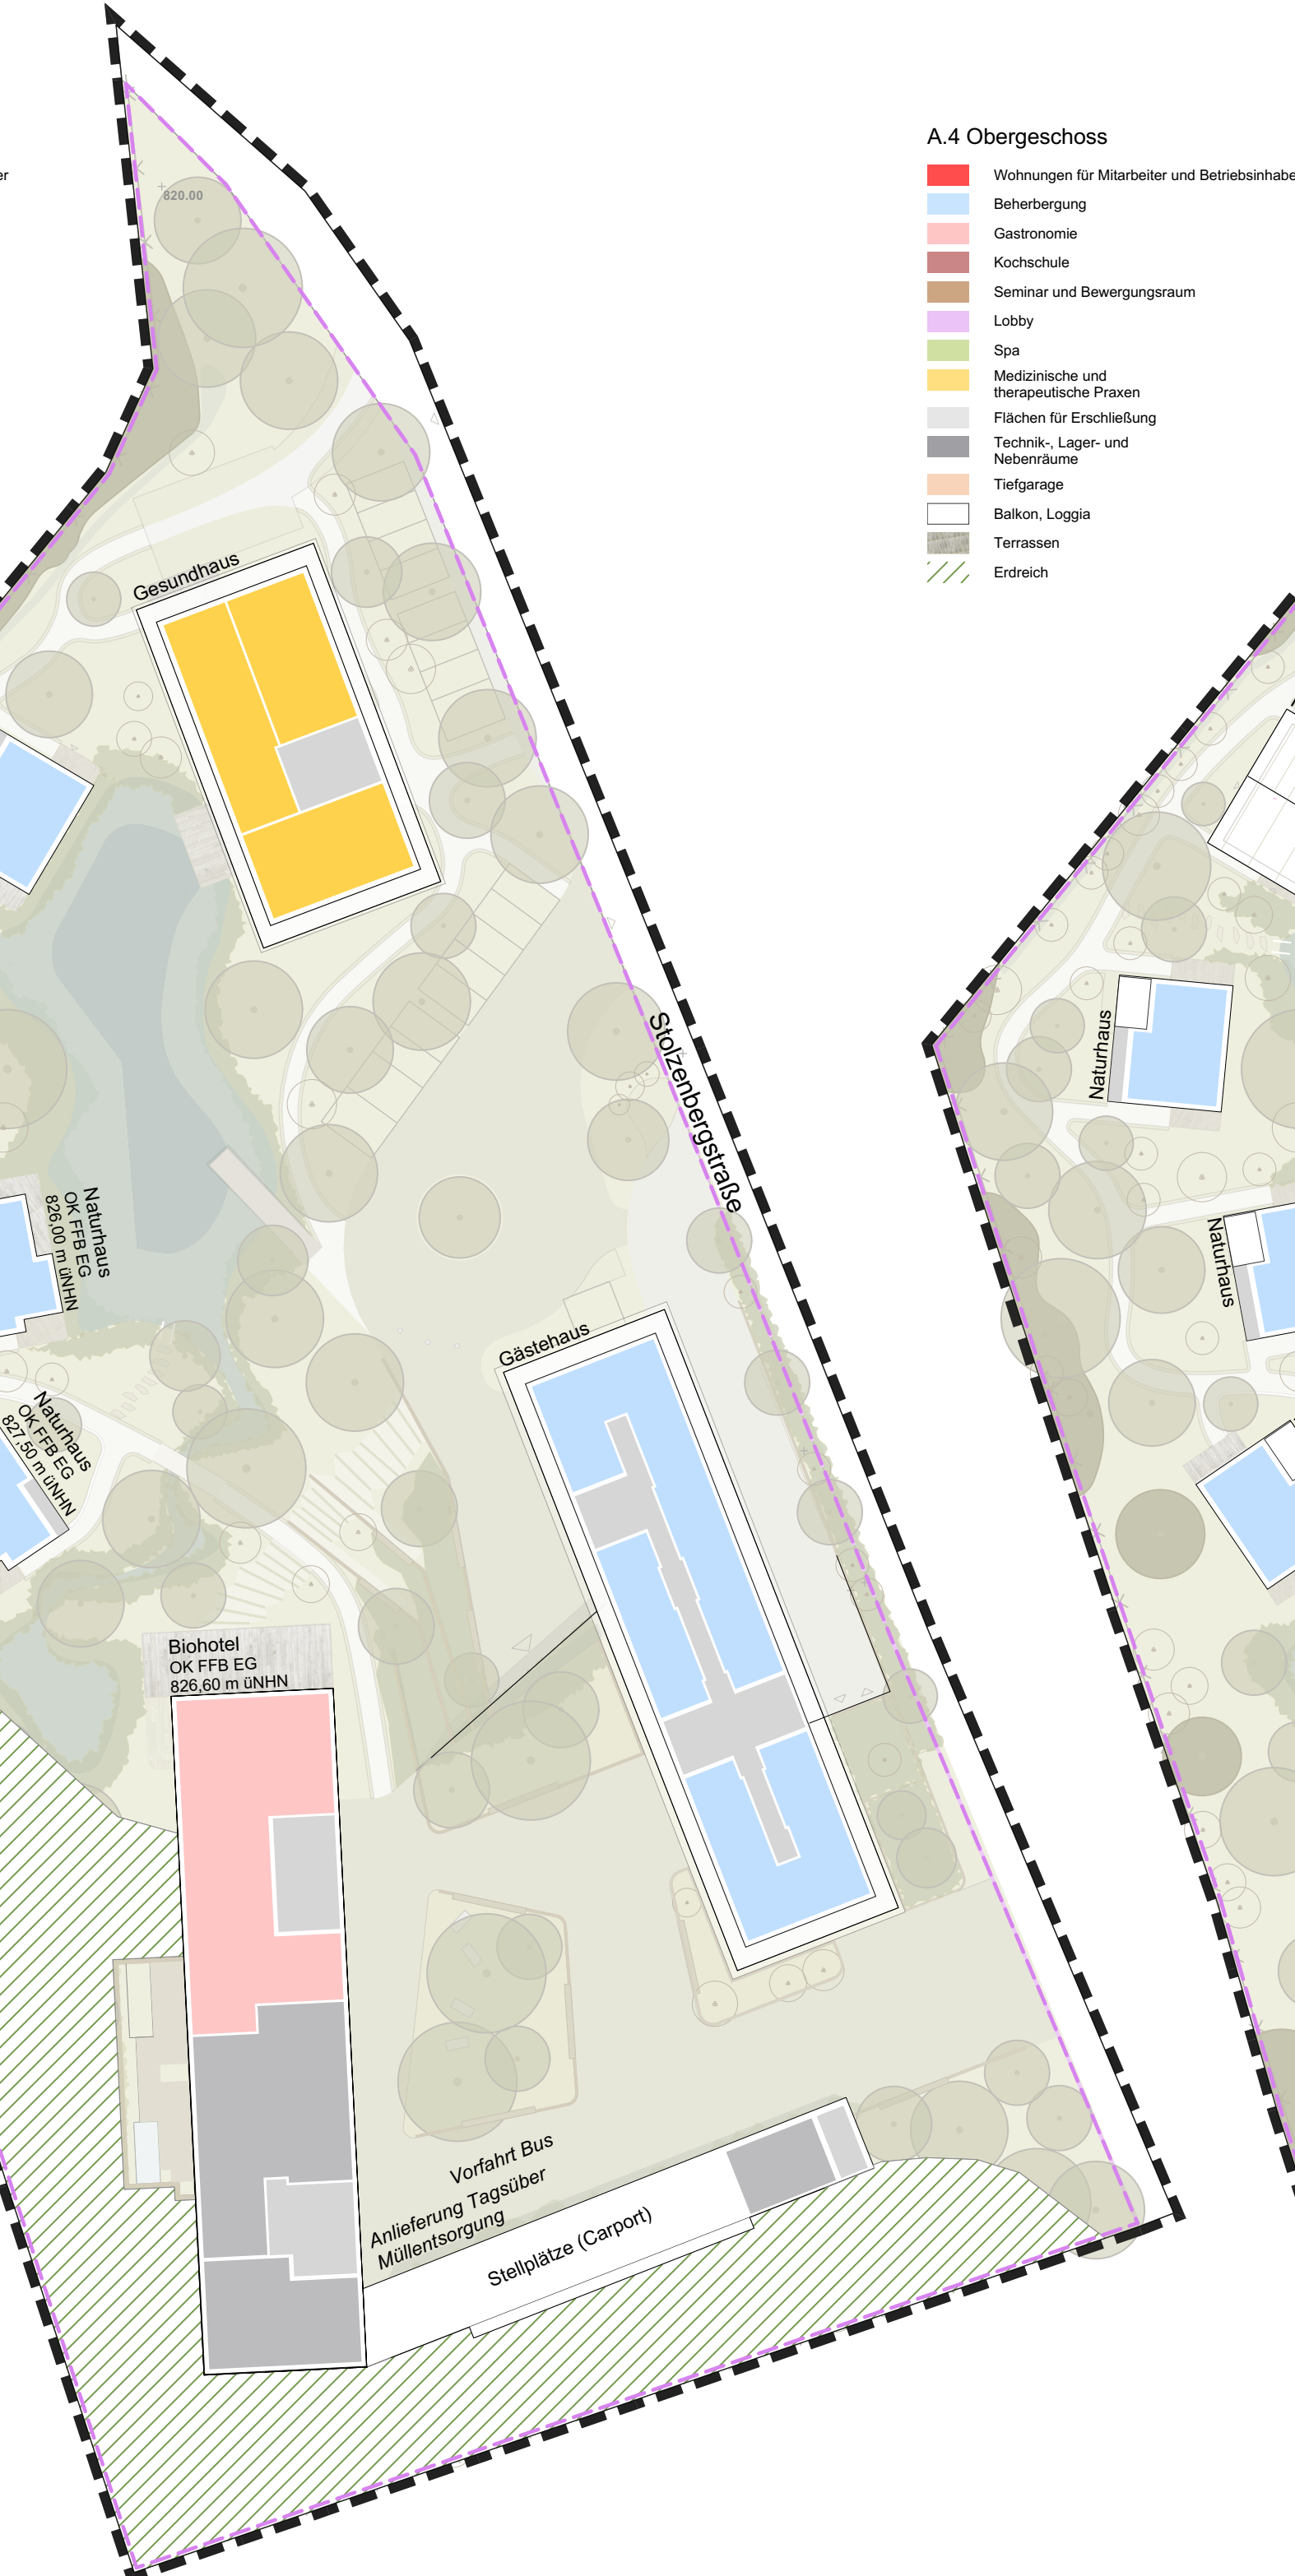 er
820.00
A.4 Obergeschoss
Wohnungen für Mitarbeiter und Betriebsinhabe
Beherbergung
Gastronomie
Kochschule
Seminar und Bewergungsraum
Lobby
Spa
Medizinische und
therapeutische Praxen
Flächen für Erschließung
Technik-, Lager- und
Nebenräume
Tiefgarage
Balkon, Loggia
Terrassen
Erdreich
Gesundhaus
Stolzenbergstraße
Naturhaus
Naturhaus
OK FFB EG
826,00 m üNHN
Naturhaus
Gästehaus
Naturhaus
OK FFB EG
827,50 m üNHN
Biohotel
OK FFB EG
826,60 m üNHN
Vorfahrt Bus
Anlieferung Tagsüber
Müllentsorgung
Stellplätze (Carport)